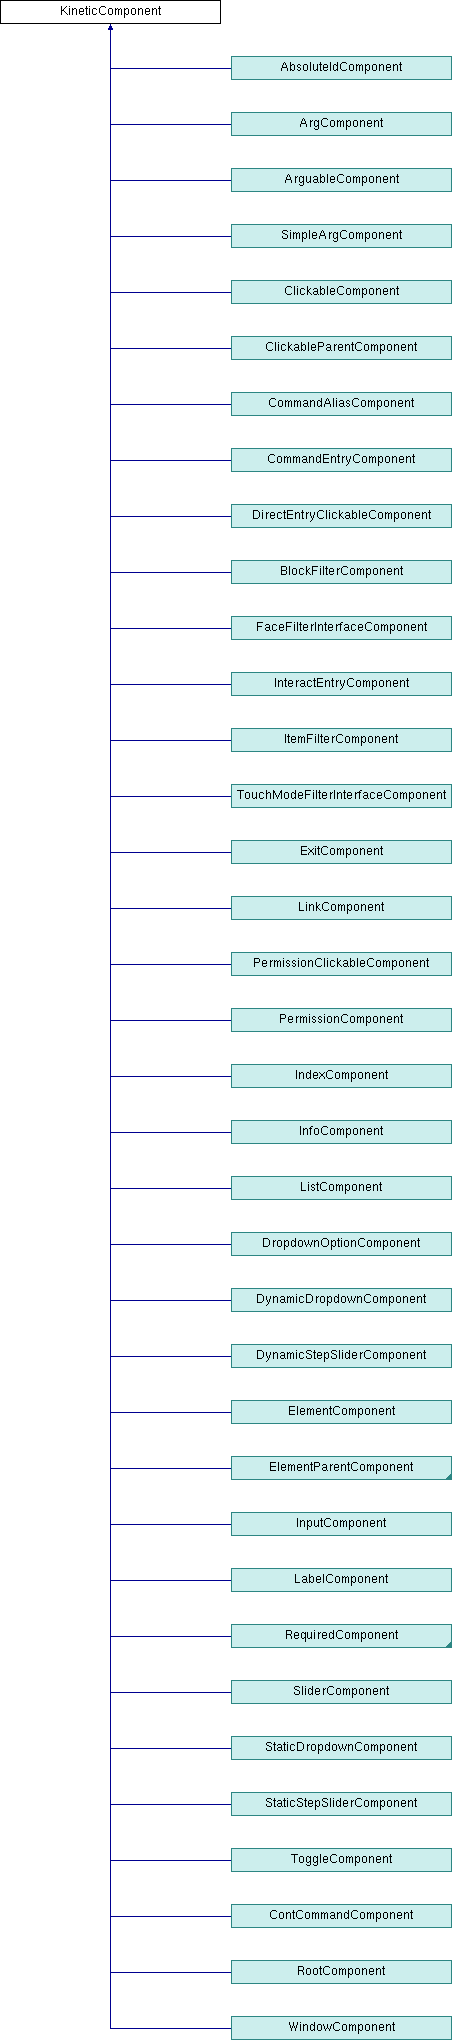 KineticComponent
AbsoluteIdComponent
ArgComponent
ArguableComponent
SimpleArgComponent
ClickableComponent
ClickableParentComponent
CommandAliasComponent
CommandEntryComponent
DirectEntryClickableComponent
BlockFilterComponent
FaceFilterInterfaceComponent
InteractEntryComponent
ItemFilterComponent
TouchModeFilterInterfaceComponent
ExitComponent
LinkComponent
PermissionClickableComponent
PermissionComponent
IndexComponent
InfoComponent
ListComponent
DropdownOptionComponent
DynamicDropdownComponent
DynamicStepSliderComponent
ElementComponent
ElementParentComponent
InputComponent
LabelComponent
RequiredComponent
SliderComponent
StaticDropdownComponent
StaticStepSliderComponent
ToggleComponent
ContCommandComponent
RootComponent
WindowComponent